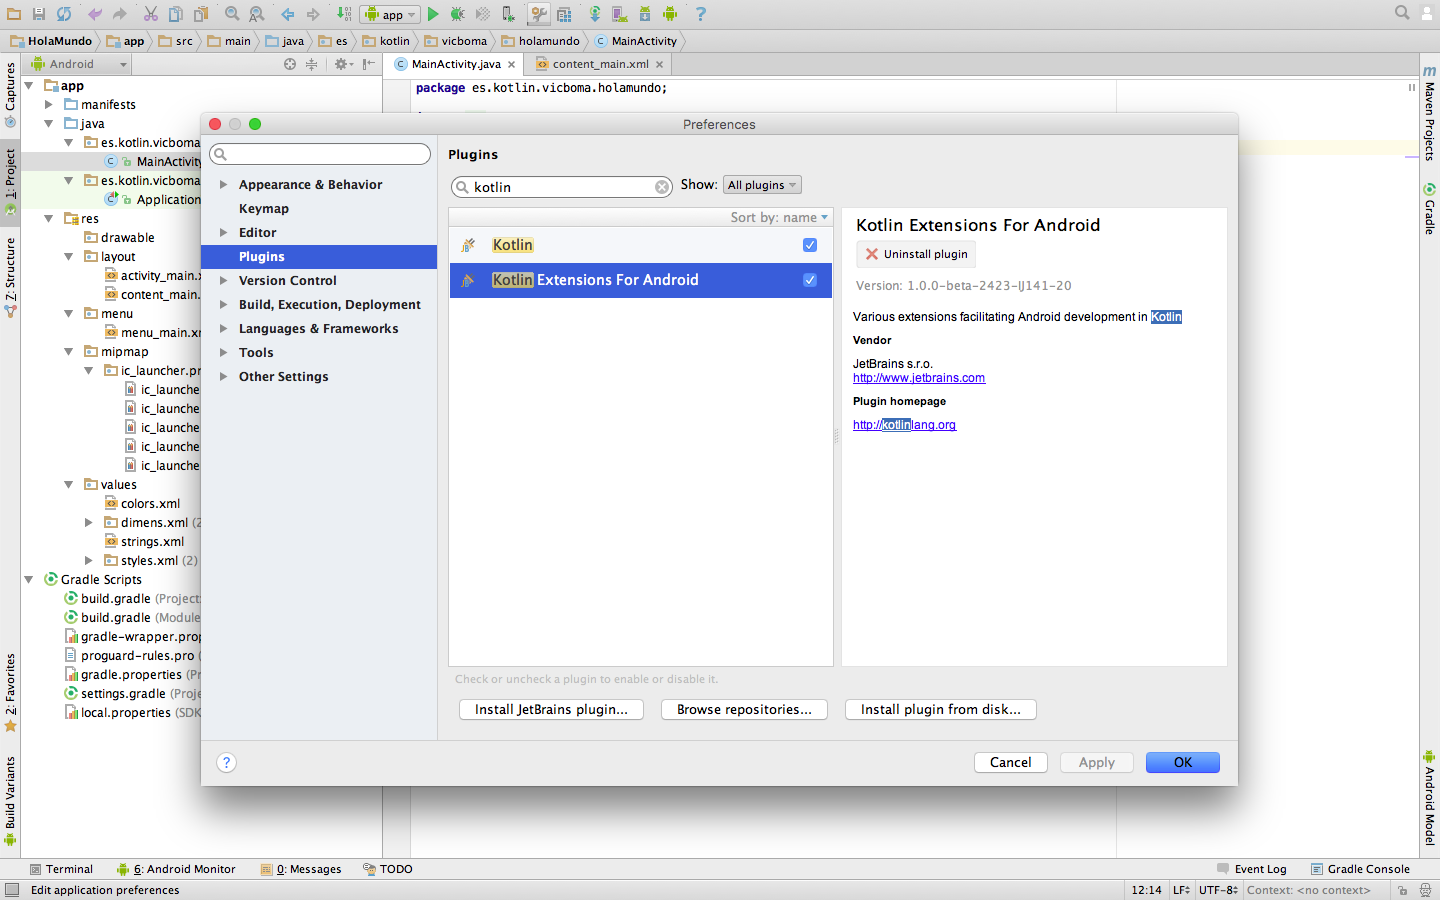 app
HolaMundo app src main java es kotlin vicboma holamundo MainActivity
Android
MainActivity.java content_main.xml
package es.kotlin.vicboma.holamundo;
Captures
1: Project
Z: Structure
2: Favorites
Build Variants
app
manifests
java
es.kotlin.vicboma
MainActivity
es.kotlin.vicboma
Application
res
drawable
layout
activity_main.x
content_main.
menu
menu_main.xm
mipmap
ic_launcher.pr
ic_launche
ic_launche
ic_launche
ic_launche
ic_launche
values
colors.xml
dimens.xml (2
strings.xml
styles.xml (2)
Gradle Scripts
build.gradle (Project:
build.gradle (Module
gradle-wrapper.prop
proguard-rules.pro (
gradle.properties (Pr
settings.gradle (Proje
local.properties (SDK
Preferences
Appearance & Behavior
Keymap
Editor
Plugins
Version Control
Build, Execution, Deployment
Languages & Frameworks
Tools
Other Settings
Plugins
kotlin
Show: All plugins
Sort by: name
Kotlin
Kotlin Extensions For Android
Check or uncheck a plugin to enable or disable it.
Install JetBrains plugin...
Browse repositories...
Install plugin from disk...
Kotlin Extensions For Android
Uninstall plugin
Version: 1.0.0-beta-2423-IJ141-20
Various extensions facilitating Android development in Kotlin
Vendor
JetBrains s.r.o.
http://www.jetbrains.com
Plugin homepage
http://kotlinlang.org
?
Cancel
Apply
OK
m
Maven Projects
Gradle
Android Model
Terminal
6: Android Monitor
0: Messages
TODO
Event Log
Gradle Console
Edit application preferences
12:14
LF
UTF-8
Context: <no context>